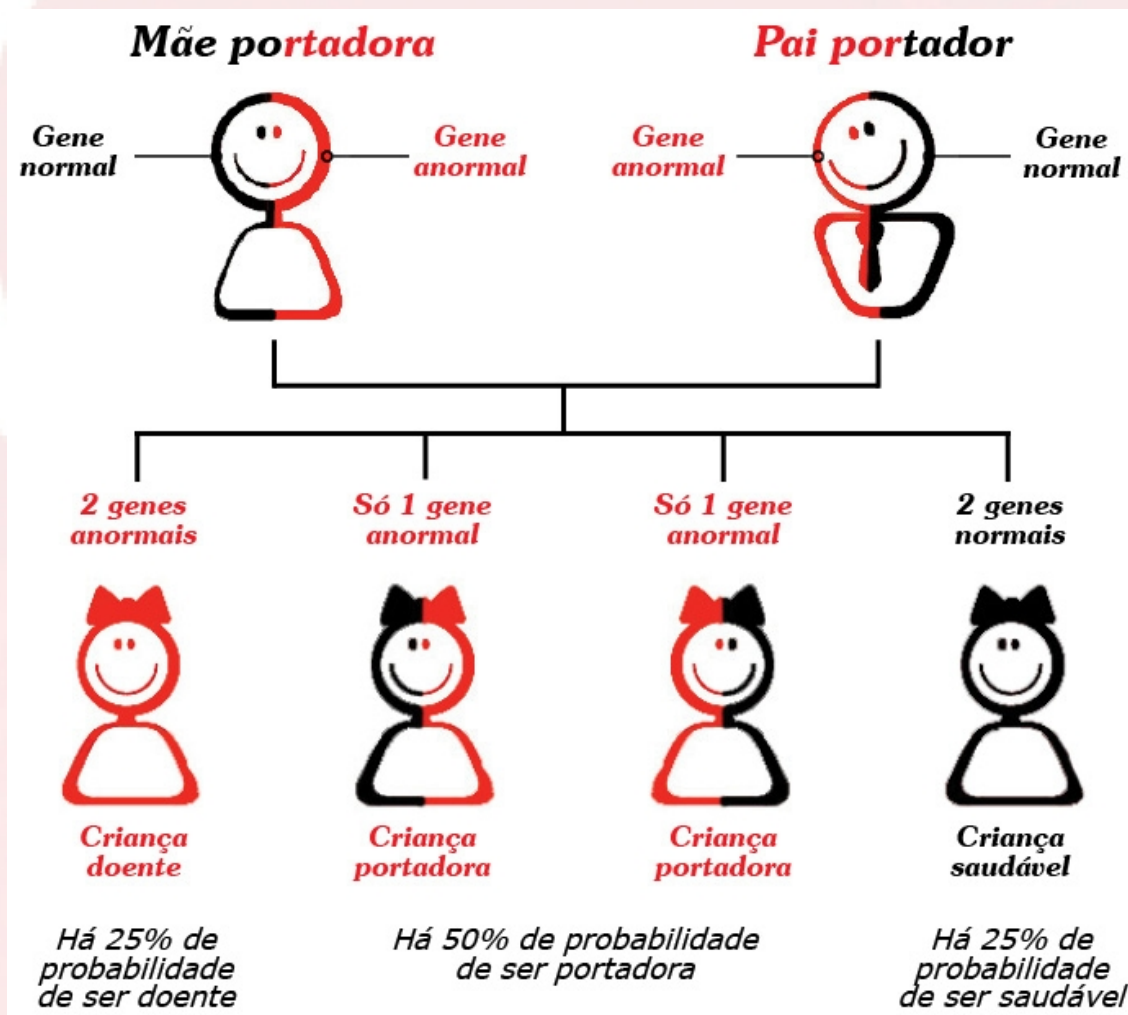 Mãe portadora
Pai portador
Gene
normal
Gene
anormal
Gene
anormal
Gene
normal
2 genes
anormais
Só 1 gene
anormal
Só 1 gene
anormal
2 genes
normais
Criança
doente
Criança
portadora
Criança
portadora
Criança
saudável
Há 25% de
probabilidade
de ser doente
Há 50% de probabilidade
de ser portadora
Há 25% de
probabilidade
de ser saudável